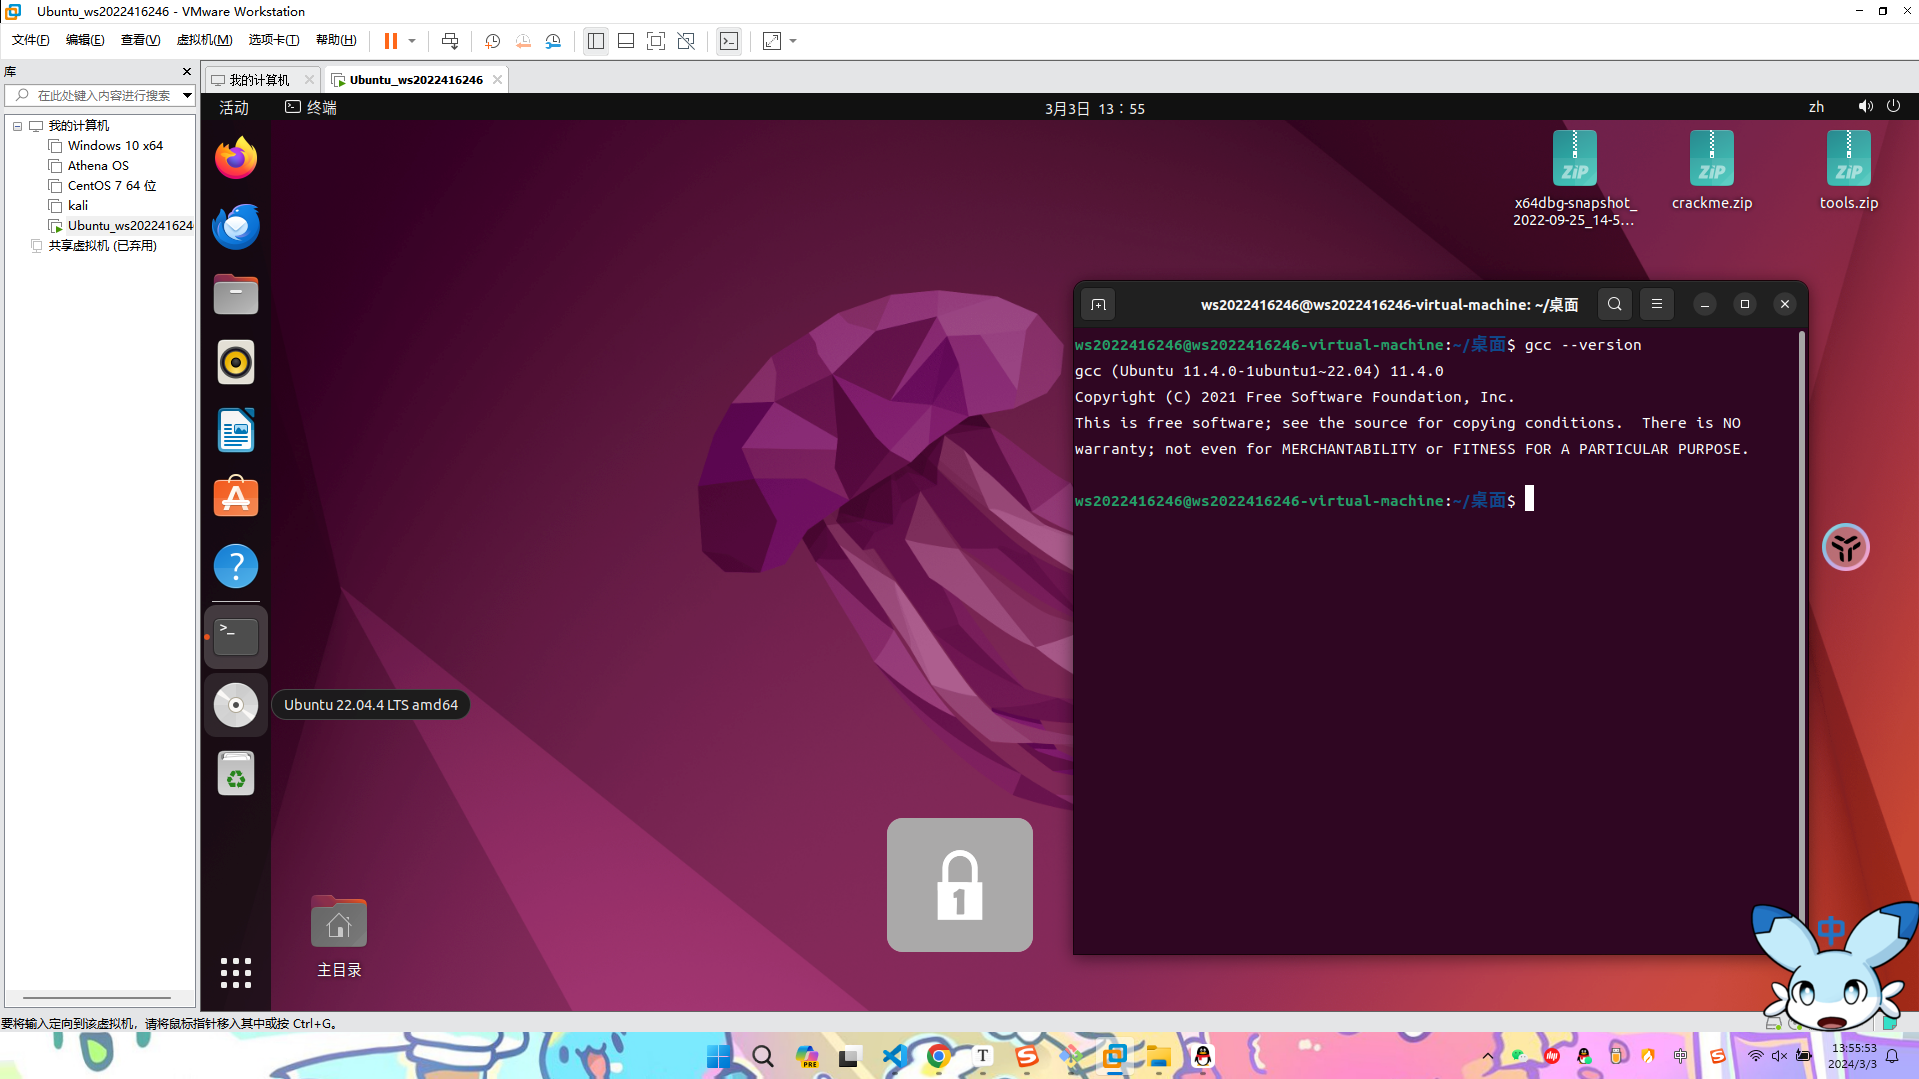 Ubuntu_ws2022416246 - VMware Workstation
文件(F) 编辑(E) 查看(V) 虚拟机(M) 选项卡(T) 帮助(H)
库
在此处键入内容进行搜索
我的计算机
Windows 10 x64
Athena OS
CentOS 7 64 位
kali
Ubuntu_ws202241624
共享虚拟机 (已弃用)
我的计算机 Ubuntu_ws2022416246
活动 终端 3月3日 13：55 zh
ZiP ZiP ZiP
x64dbg-snapshot_
2022-09-25_14-5…
crackme.zip
tools.zip
ws2022416246@ws2022416246-virtual-machine: ~/桌面
ws2022416246@ws2022416246-virtual-machine:~/桌面$ gcc --version
gcc (Ubuntu 11.4.0-1ubuntu1~22.04) 11.4.0
Copyright (C) 2021 Free Software Foundation, Inc.
This is free software; see the source for copying conditions.  There is NO
warranty; not even for MERCHANTABILITY or FITNESS FOR A PARTICULAR PURPOSE.
ws2022416246@ws2022416246-virtual-machine:~/桌面$
Ubuntu 22.04.4 LTS amd64
1
主目录
中
要将输入定向到该虚拟机，请将鼠标指针移入其中或按 Ctrl+G。
PRE
T
中
13:55:53
2024/3/3